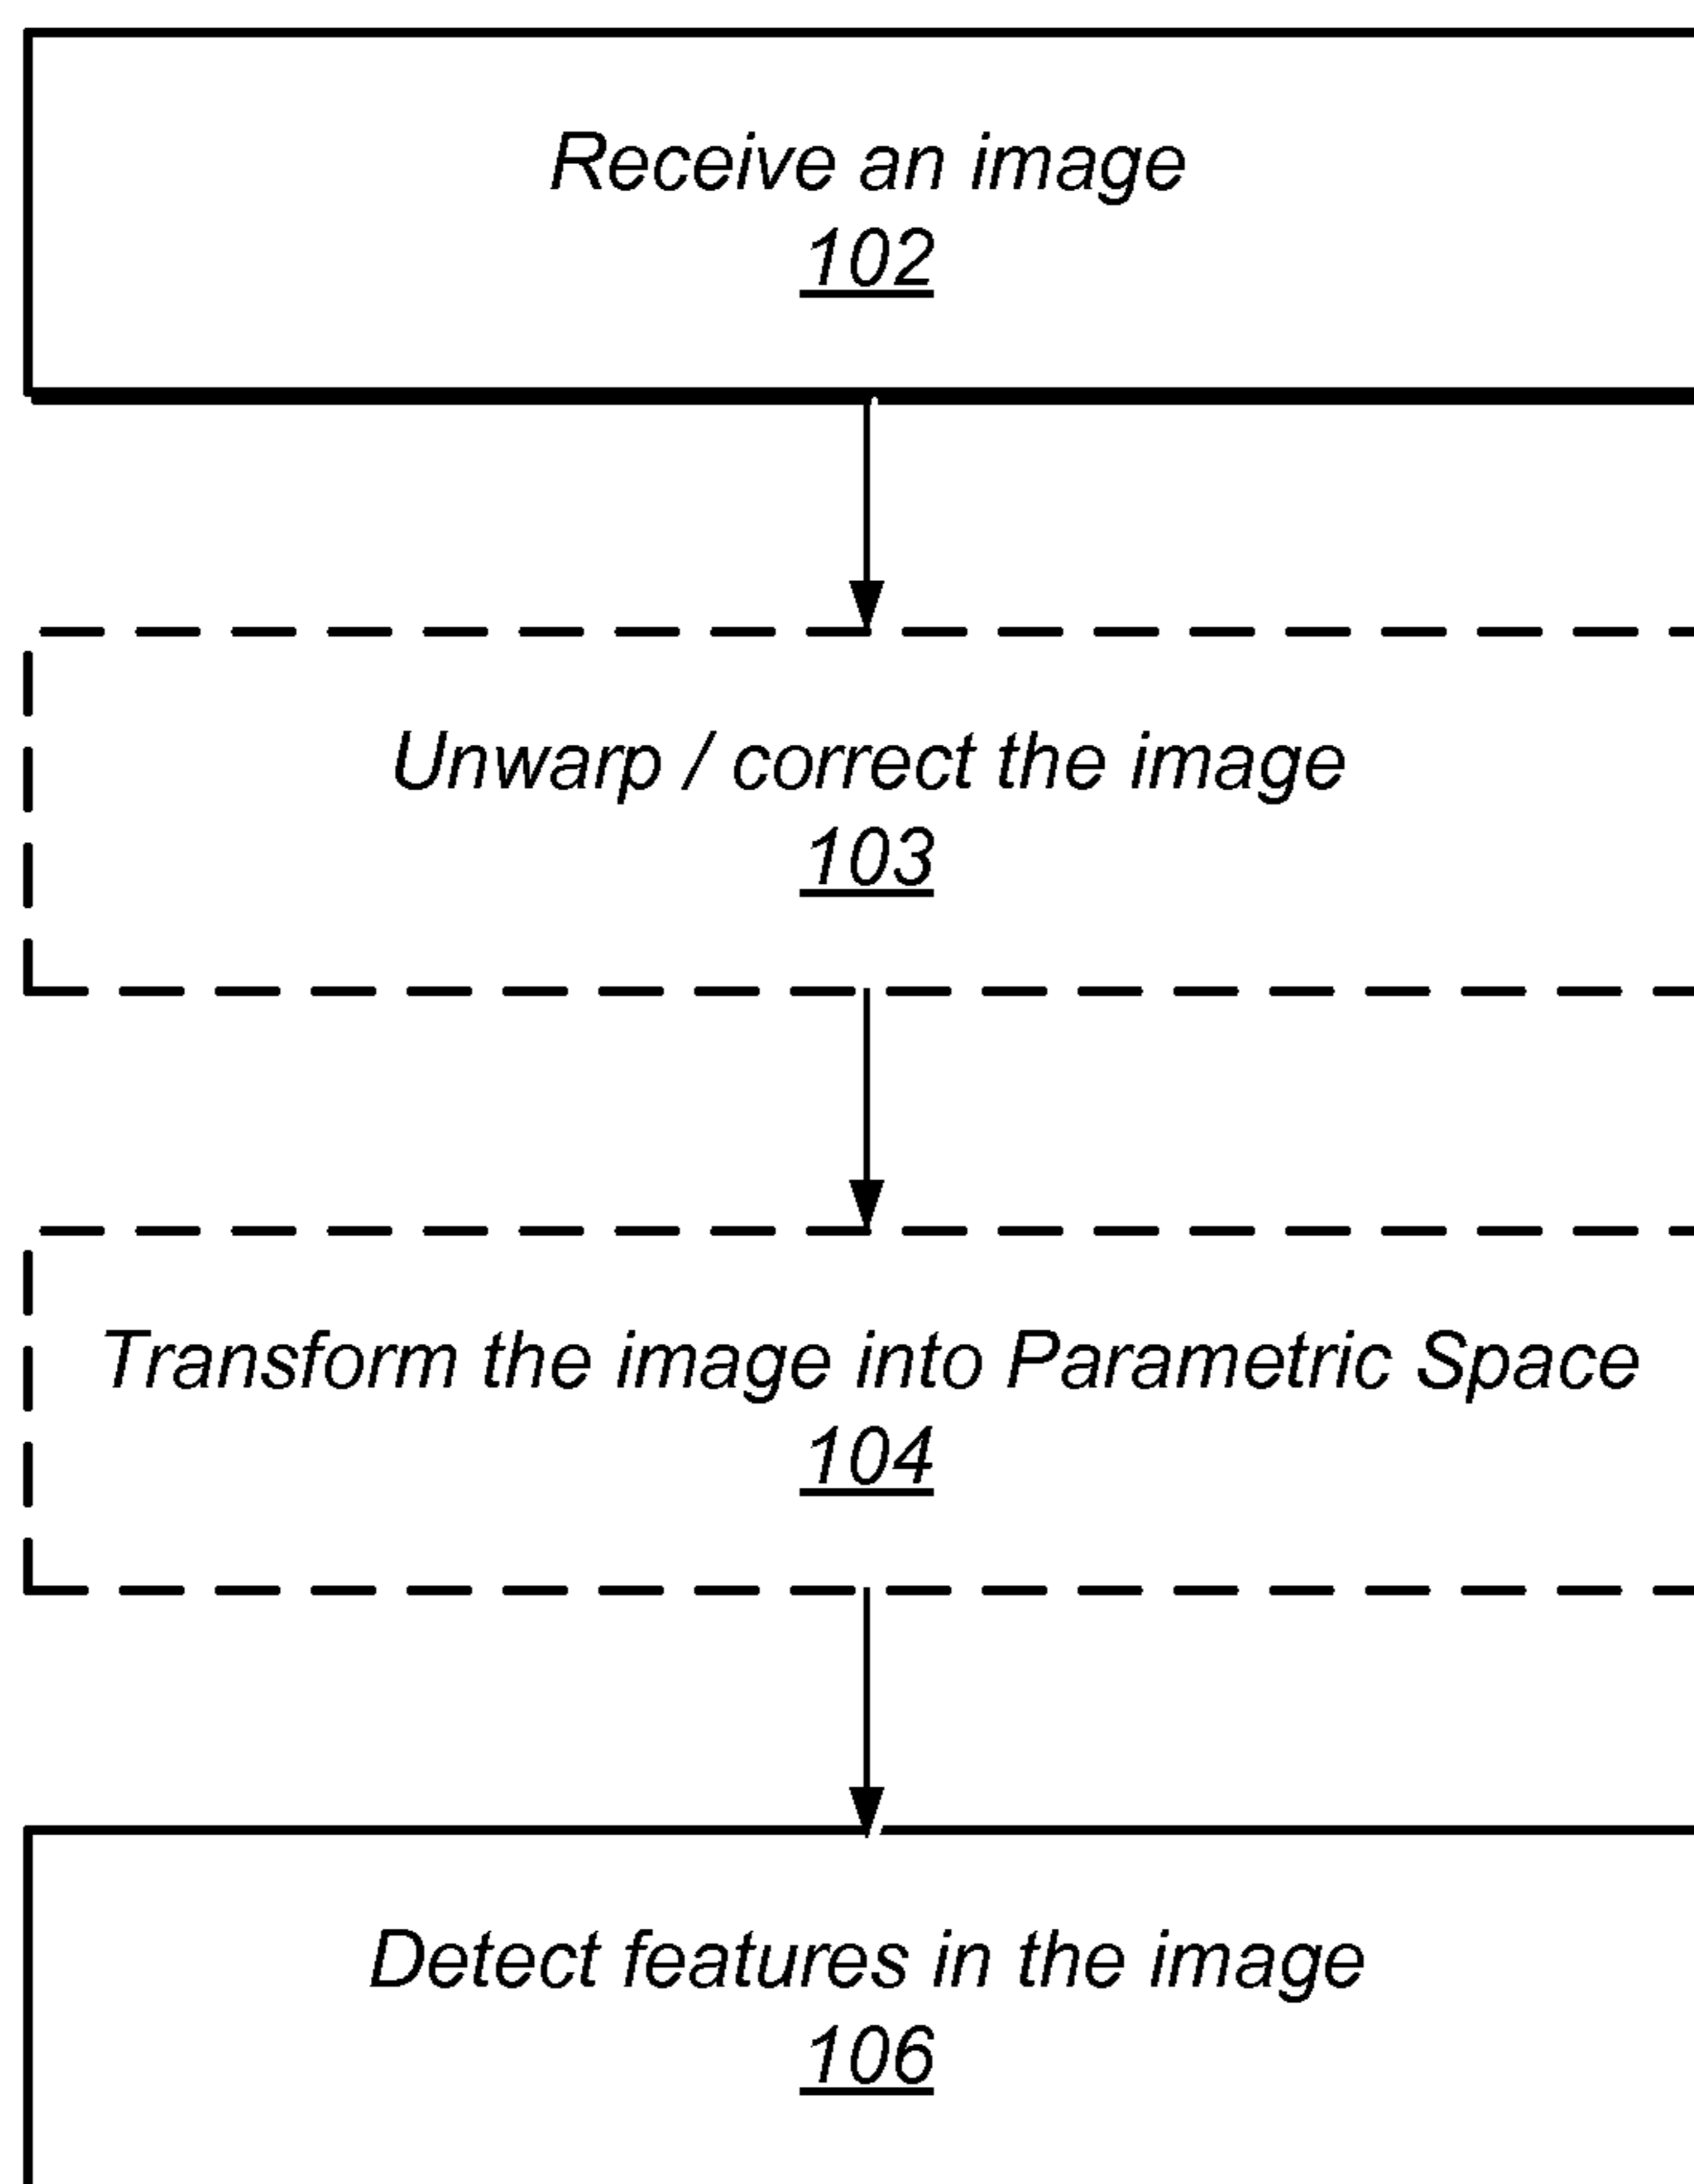 Receive an image
102
Unwarp / correct the image
103
Transform the image into Parametric Space
104
Detect features in the image
106